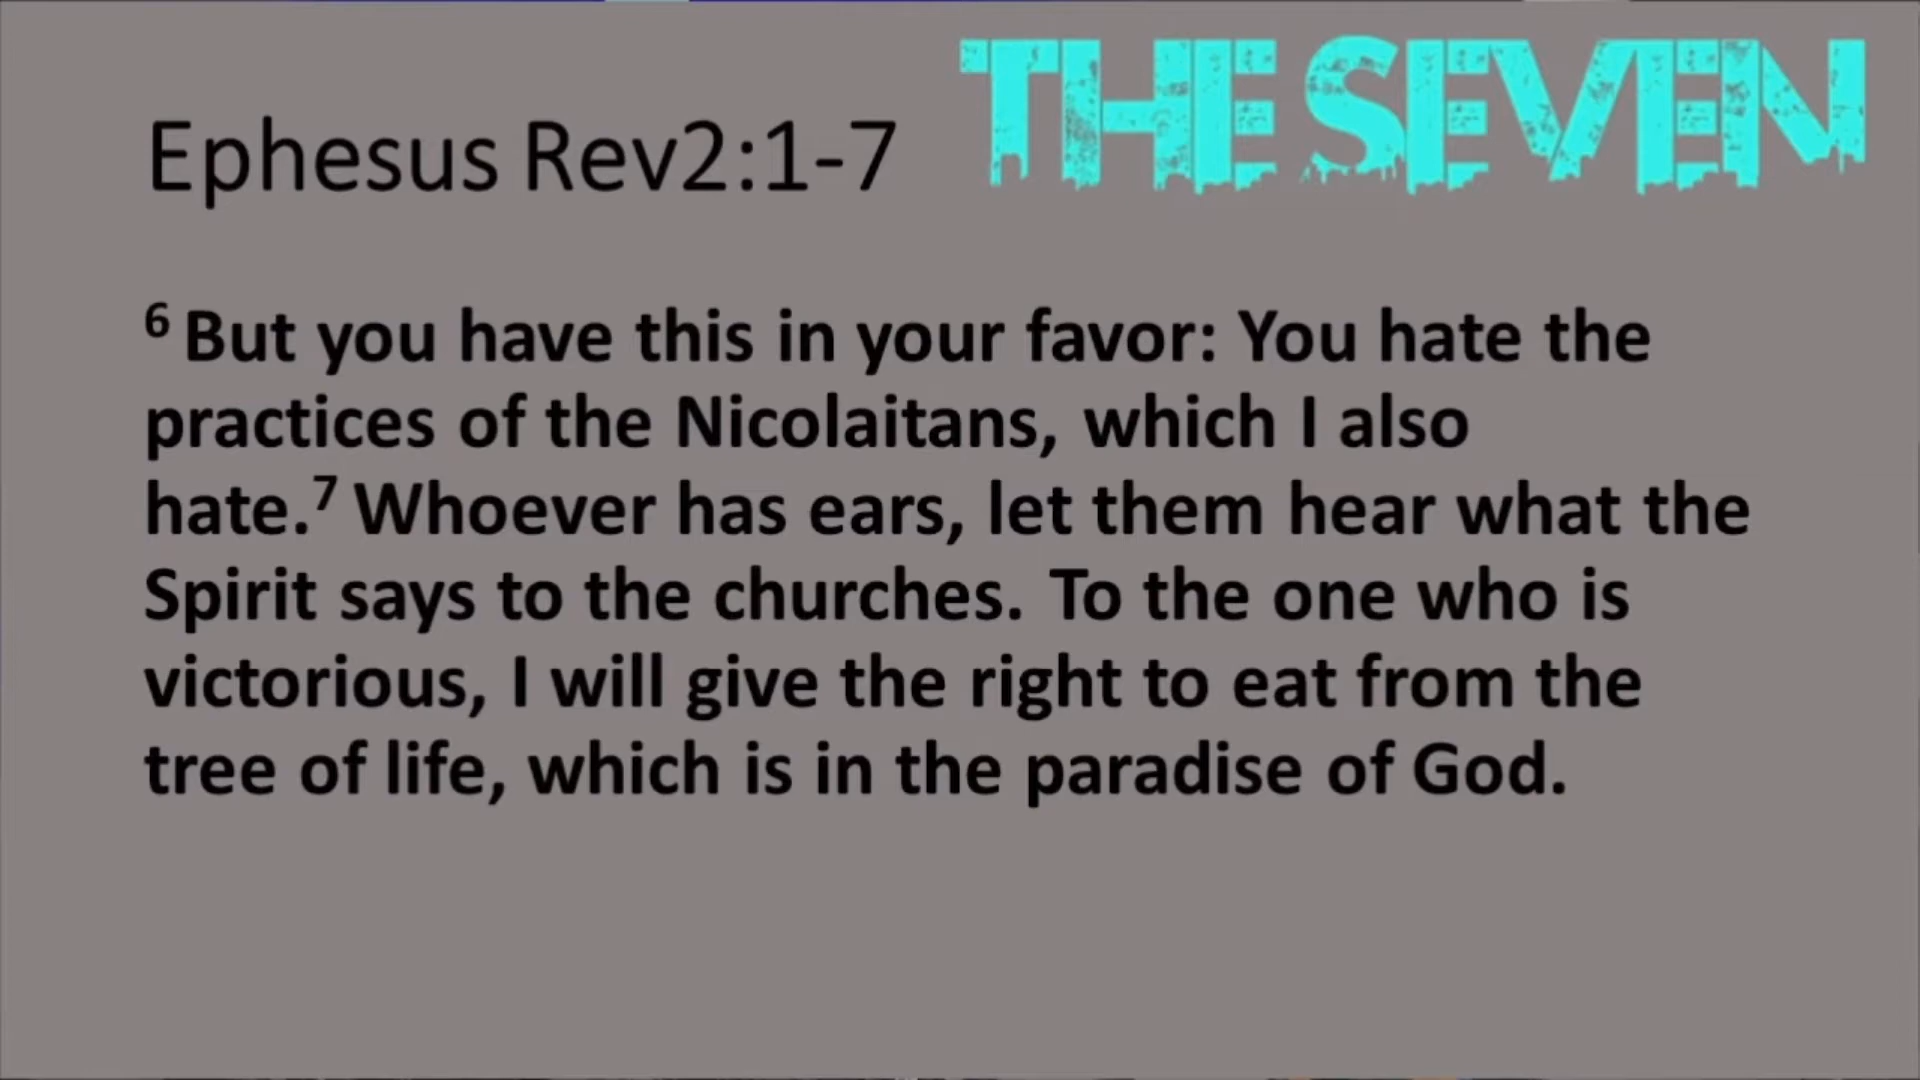 THE SEVEN
Ephesus Rev2:1-7
6 But you have this in your favor: You hate the
practices of the Nicolaitans, which I also
hate.7 Whoever has ears, let them hear what the
Spirit says to the churches. To the one who is
victorious, I will give the right to eat from the
tree of life, which is in the paradise of God.